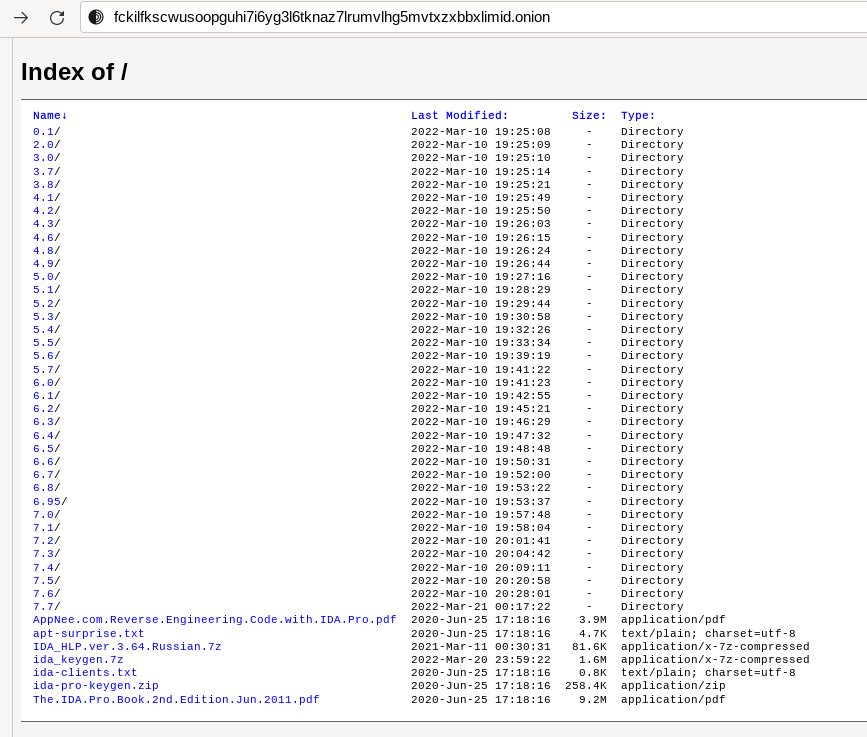 fckilfkscwusoopguhi7i6yg3l6tknaz7lrumvlhg5mvtxzxbbxlimid.onion
Index of /
Name↓ Last Modified: Size: Type:
0.1/ 2022-Mar-10 19:25:08 - Directory
2.0/ 2022-Mar-10 19:25:09 - Directory
3.0/ 2022-Mar-10 19:25:10 - Directory
3.7/ 2022-Mar-10 19:25:14 - Directory
3.8/ 2022-Mar-10 19:25:21 - Directory
4.1/ 2022-Mar-10 19:25:49 - Directory
4.2/ 2022-Mar-10 19:25:50 - Directory
4.3/ 2022-Mar-10 19:26:03 - Directory
4.6/ 2022-Mar-10 19:26:15 - Directory
4.8/ 2022-Mar-10 19:26:24 - Directory
4.9/ 2022-Mar-10 19:26:44 - Directory
5.0/ 2022-Mar-10 19:27:16 - Directory
5.1/ 2022-Mar-10 19:28:29 - Directory
5.2/ 2022-Mar-10 19:29:44 - Directory
5.3/ 2022-Mar-10 19:30:58 - Directory
5.4/ 2022-Mar-10 19:32:26 - Directory
5.5/ 2022-Mar-10 19:33:34 - Directory
5.6/ 2022-Mar-10 19:39:19 - Directory
5.7/ 2022-Mar-10 19:41:22 - Directory
6.0/ 2022-Mar-10 19:41:23 - Directory
6.1/ 2022-Mar-10 19:42:55 - Directory
6.2/ 2022-Mar-10 19:45:21 - Directory
6.3/ 2022-Mar-10 19:46:29 - Directory
6.4/ 2022-Mar-10 19:47:32 - Directory
6.5/ 2022-Mar-10 19:48:48 - Directory
6.6/ 2022-Mar-10 19:50:31 - Directory
6.7/ 2022-Mar-10 19:52:00 - Directory
6.8/ 2022-Mar-10 19:53:22 - Directory
6.95/ 2022-Mar-10 19:53:37 - Directory
7.0/ 2022-Mar-10 19:57:48 - Directory
7.1/ 2022-Mar-10 19:58:04 - Directory
7.2/ 2022-Mar-10 20:01:41 - Directory
7.3/ 2022-Mar-10 20:04:42 - Directory
7.4/ 2022-Mar-10 20:09:11 - Directory
7.5/ 2022-Mar-10 20:20:58 - Directory
7.6/ 2022-Mar-10 20:28:01 - Directory
7.7/ 2022-Mar-21 00:17:22 - Directory
AppNee.com.Reverse.Engineering.Code.with.IDA.Pro.pdf 2020-Jun-25 17:18:16 3.9M application/pdf
apt-surprise.txt 2020-Jun-25 17:18:16 4.7K text/plain; charset=utf-8
IDA_HLP.ver.3.64.Russian.7z 2021-Mar-11 00:30:31 81.6K application/x-7z-compressed
ida_keygen.7z 2022-Mar-20 23:59:22 1.6M application/x-7z-compressed
ida-clients.txt 2020-Jun-25 17:18:16 0.8K text/plain; charset=utf-8
ida-pro-keygen.zip 2020-Jun-25 17:18:16 258.4K application/zip
The.IDA.Pro.Book.2nd.Edition.Jun.2011.pdf 2020-Jun-25 17:18:16 9.2M application/pdf